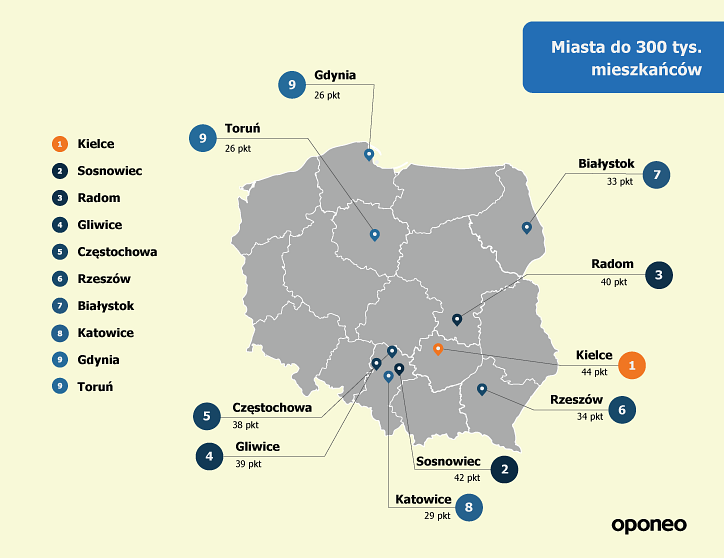 Miasta do 300 tys.
mieszkańców
1 Kielce
2 Sosnowiec
3 Radom
4 Gliwice
5 Częstochowa
6 Rzeszów
7 Białystok
8 Katowice
9 Gdynia
9 Toruń
9 Gdynia
26 pkt
9 Toruń
26 pkt
Białystok 7
33 pkt
Radom 3
40 pkt
Kielce 1
44 pkt
Rzeszów 6
34 pkt
5 Częstochowa
38 pkt
4 Gliwice
39 pkt
Sosnowiec 2
42 pkt
Katowice 8
29 pkt
oponeo